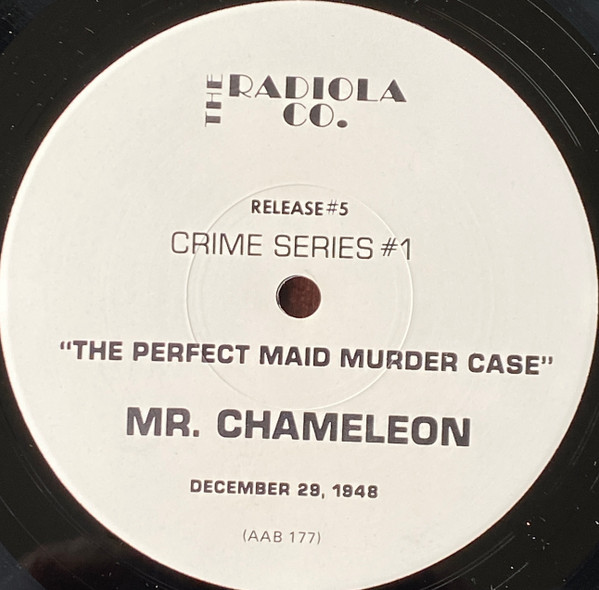 THE RADIOLA
CO.
RELEASE #5
CRIME SERIES #1
“THE PERFECT MAID MURDER CASE”
MR. CHAMELEON
DECEMBER 29, 1948
(AAB 177)